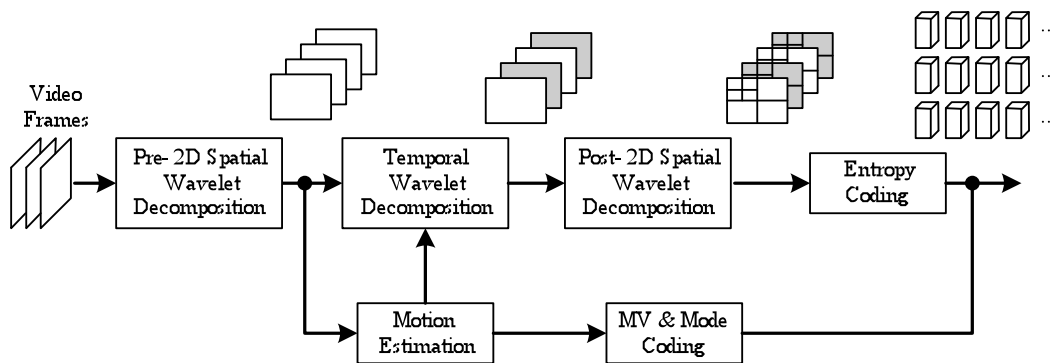 Video
Frames
Pre- 2D Spatial
Wavelet
Decomposition
Temporal
Wavelet
Decomposition
Post- 2D Spatial
Wavelet
Decomposition
Entropy
Coding
Motion
Estimation
MV & Mode
Coding
...
...
...